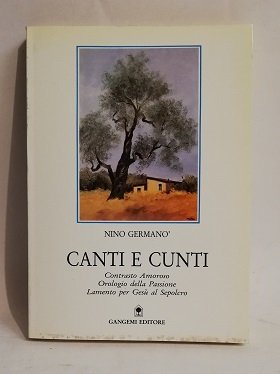 NINO GERMANO'
CANTI E CUNTI
Contrasto Amoroso
Orologio della Passione
Lamento per Gesù al Sepolcro
GANGEMI EDITORE